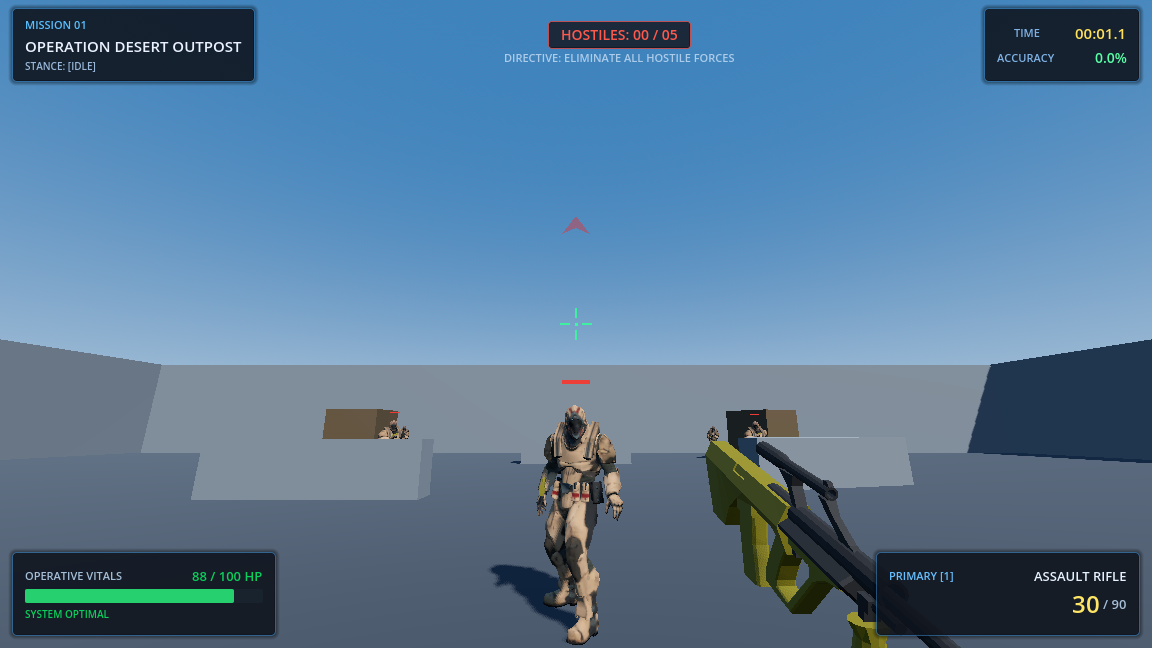 MISSION 01
OPERATION DESERT OUTPOST
STANCE: [IDLE]
HOSTILES: 00 / 05
DIRECTIVE: ELIMINATE ALL HOSTILE FORCES
TIME 00:01.1
ACCURACY 0.0%
OPERATIVE VITALS 88 / 100 HP
SYSTEM OPTIMAL
PRIMARY [1] ASSAULT RIFLE
30 / 90